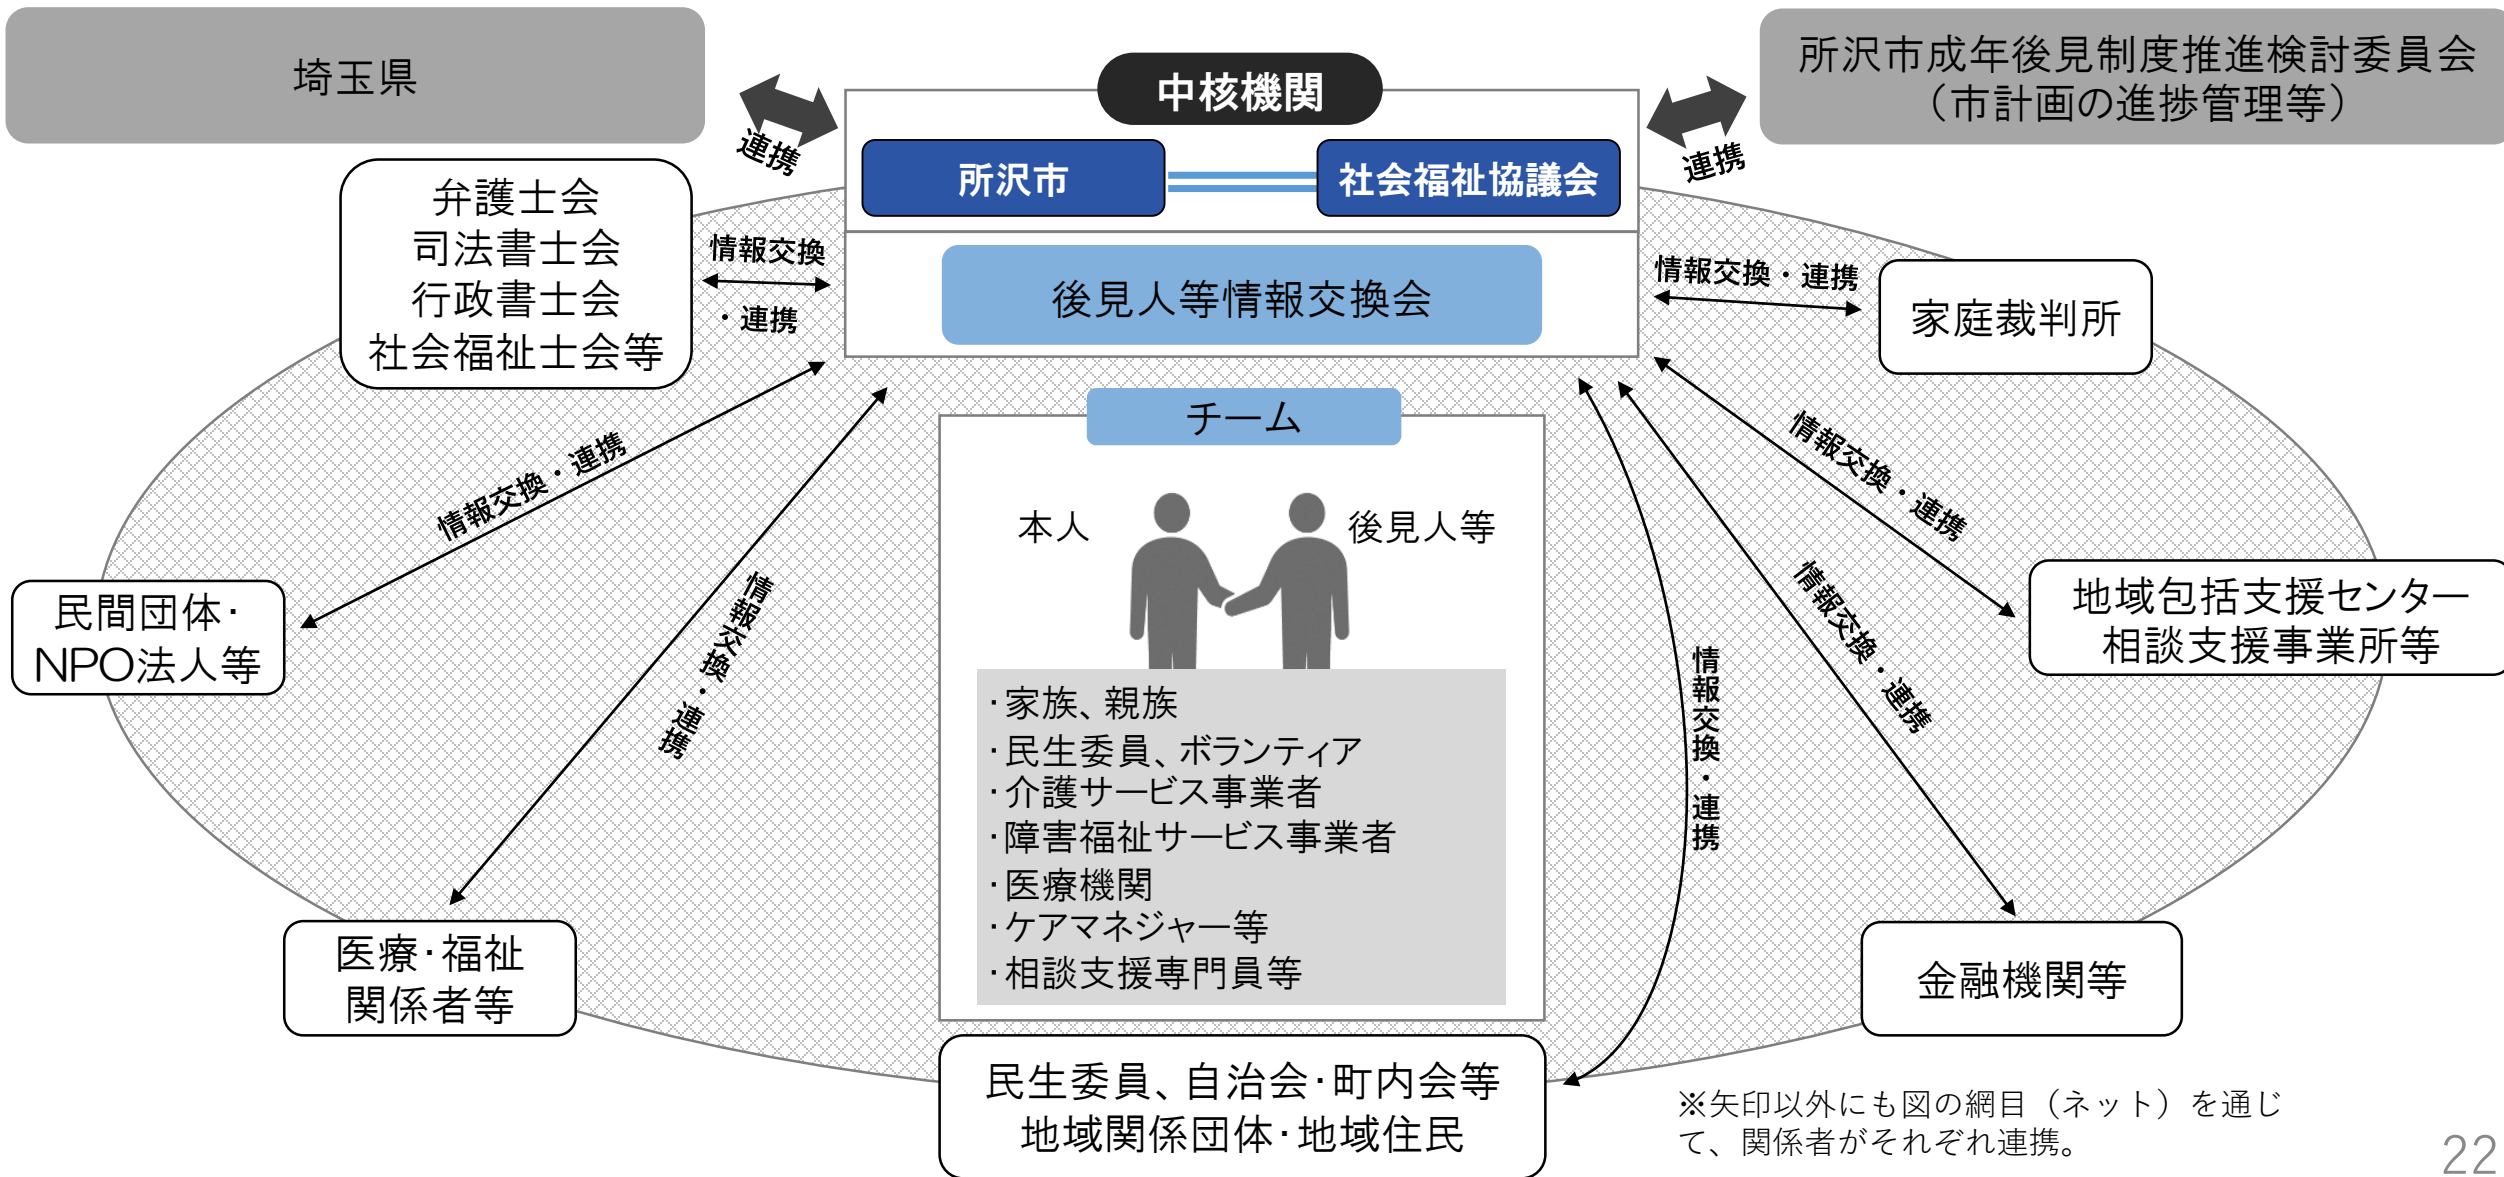 埼玉県
中核機関
所沢市成年後見制度推進検討委員会
（市計画の進捗管理等）
連携
連携
所沢市
社会福祉協議会
後見人等情報交換会
弁護士会
司法書士会
行政書士会
社会福祉士会等
情報交換
・連携
情報交換・連携
家庭裁判所
チーム
本人
後見人等
・家族、親族
・民生委員、ボランティア
・介護サービス事業者
・障害福祉サービス事業者
・医療機関
・ケアマネジャー等
・相談支援専門員等
情報交換・連携
民間団体・
NPO法人等
情報交換・連携
医療・福祉
関係者等
情報交換・連携
地域包括支援センター
相談支援事業所等
情報交換・連携
金融機関等
情報交換・連携
民生委員、自治会・町内会等
地域関係団体・地域住民
※矢印以外にも図の網目（ネット）を通じ
て、関係者がそれぞれ連携。
22